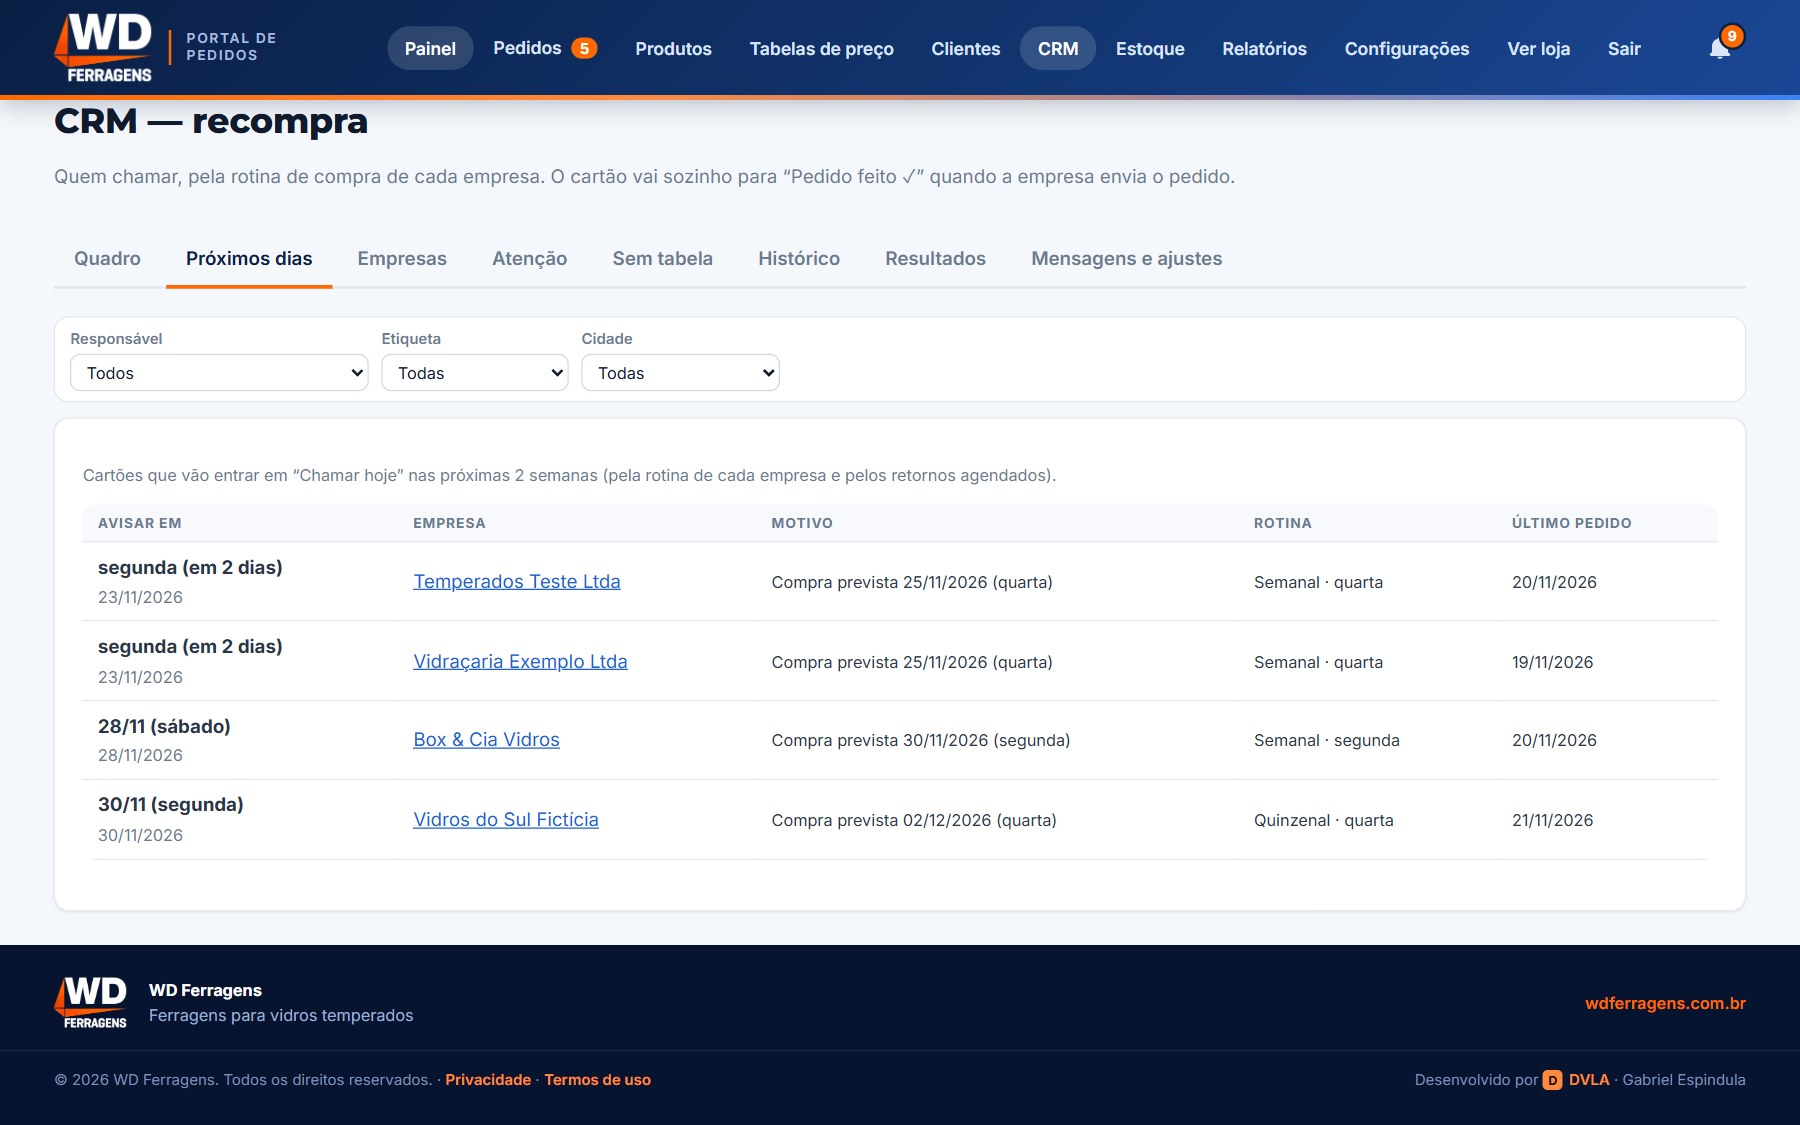 WD
FERRAGENS
PORTAL DE
PEDIDOS
Painel
Pedidos 5
Produtos
Tabelas de preço
Clientes
CRM
Estoque
Relatórios
Configurações
Ver loja
Sair
9
CRM — recompra
Quem chamar, pela rotina de compra de cada empresa. O cartão vai sozinho para “Pedido feito ✓” quando a empresa envia o pedido.
Quadro
Próximos dias
Empresas
Atenção
Sem tabela
Histórico
Resultados
Mensagens e ajustes
Responsável
Etiqueta
Cidade
Todos
Todas
Todas
Cartões que vão entrar em “Chamar hoje” nas próximas 2 semanas (pela rotina de cada empresa e pelos retornos agendados).
AVISAR EM EMPRESA MOTIVO ROTINA ÚLTIMO PEDIDO
segunda (em 2 dias)
23/11/2026
Temperados Teste Ltda
Compra prevista 25/11/2026 (quarta)
Semanal · quarta
20/11/2026
segunda (em 2 dias)
23/11/2026
Vidraçaria Exemplo Ltda
Compra prevista 25/11/2026 (quarta)
Semanal · quarta
19/11/2026
28/11 (sábado)
28/11/2026
Box & Cia Vidros
Compra prevista 30/11/2026 (segunda)
Semanal · segunda
20/11/2026
30/11 (segunda)
30/11/2026
Vidros do Sul Fictícia
Compra prevista 02/12/2026 (quarta)
Quinzenal · quarta
21/11/2026
WD
FERRAGENS
WD Ferragens
Ferragens para vidros temperados
wdferragens.com.br
© 2026 WD Ferragens. Todos os direitos reservados. · Privacidade · Termos de uso
Desenvolvido por D DVLA · Gabriel Espindula